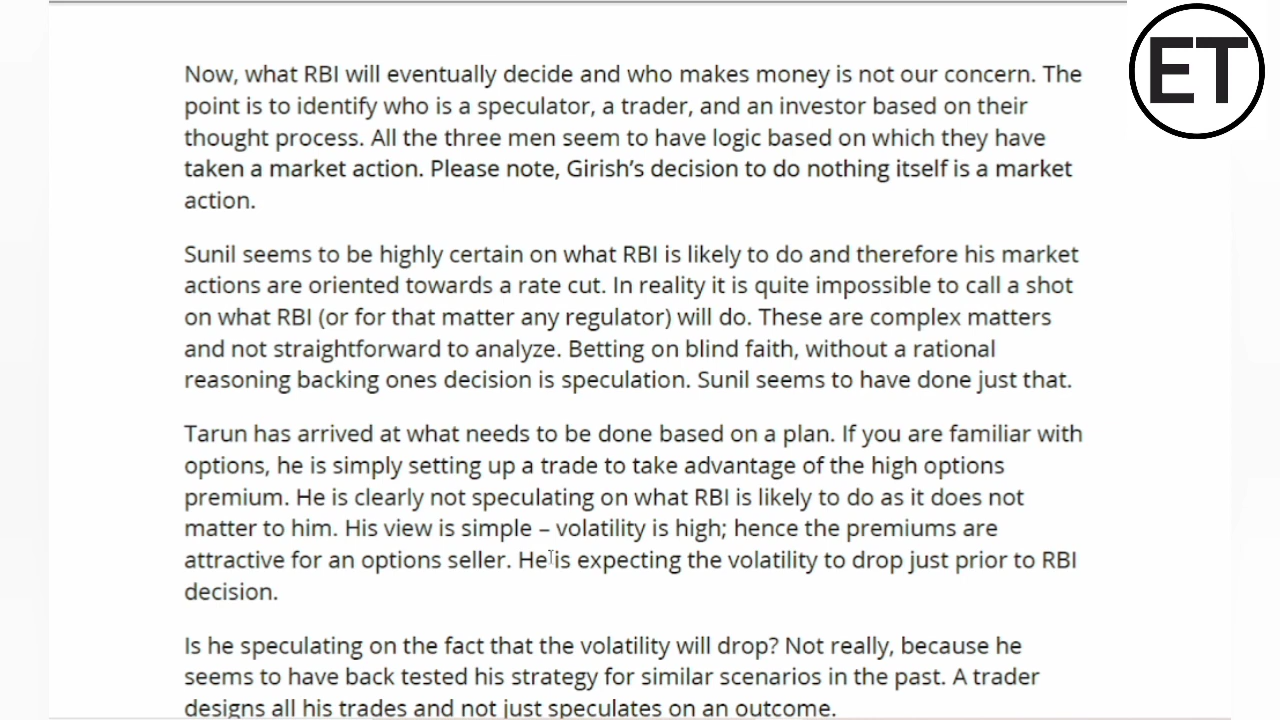 ET
Now, what RBI will eventually decide and who makes money is not our concern. The
point is to identify who is a speculator, a trader, and an investor based on their
thought process. All the three men seem to have logic based on which they have
taken a market action. Please note, Girish’s decision to do nothing itself is a market
action.
Sunil seems to be highly certain on what RBI is likely to do and therefore his market
actions are oriented towards a rate cut. In reality it is quite impossible to call a shot
on what RBI (or for that matter any regulator) will do. These are complex matters
and not straightforward to analyze. Betting on blind faith, without a rational
reasoning backing ones decision is speculation. Sunil seems to have done just that.
Tarun has arrived at what needs to be done based on a plan. If you are familiar with
options, he is simply setting up a trade to take advantage of the high options
premium. He is clearly not speculating on what RBI is likely to do as it does not
matter to him. His view is simple – volatility is high; hence the premiums are
attractive for an options seller. He is expecting the volatility to drop just prior to RBI
decision.
Is he speculating on the fact that the volatility will drop? Not really, because he
seems to have back tested his strategy for similar scenarios in the past. A trader
designs all his trades and not just speculates on an outcome.